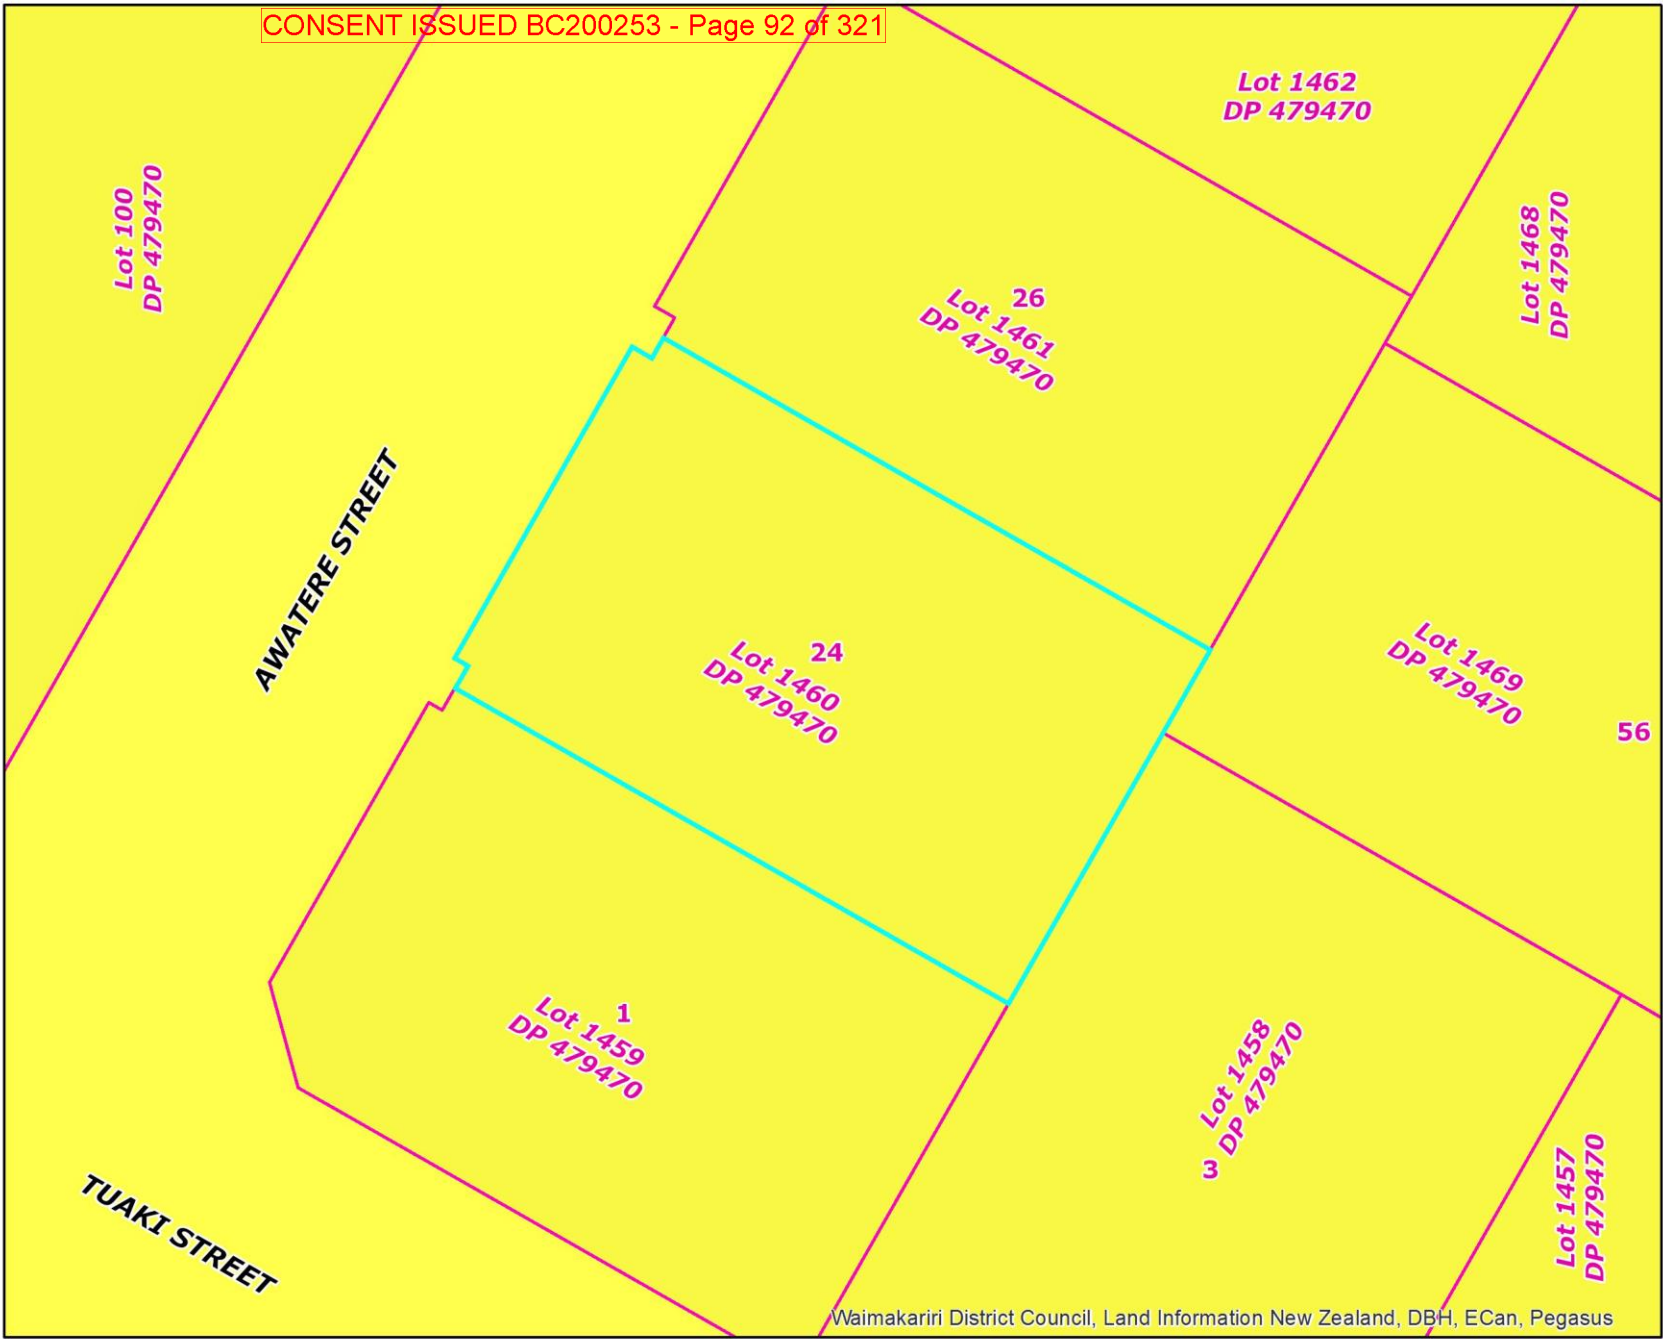 CONSENT ISSUED BC200253 - Page 92 of 321
Lot 1462
DP 479470
Lot 100
DP 479470
Lot 1468
DP 479470
26
Lot 1461
DP 479470
AWATERE STREET
24
Lot 1460
DP 479470
Lot 1469
DP 479470
56
1
Lot 1459
DP 479470
Lot 1458
DP 479470
3
Lot 1457
DP 479470
TUAKI STREET
Waimakariri District Council, Land Information New Zealand, DBH, ECan, Pegasus